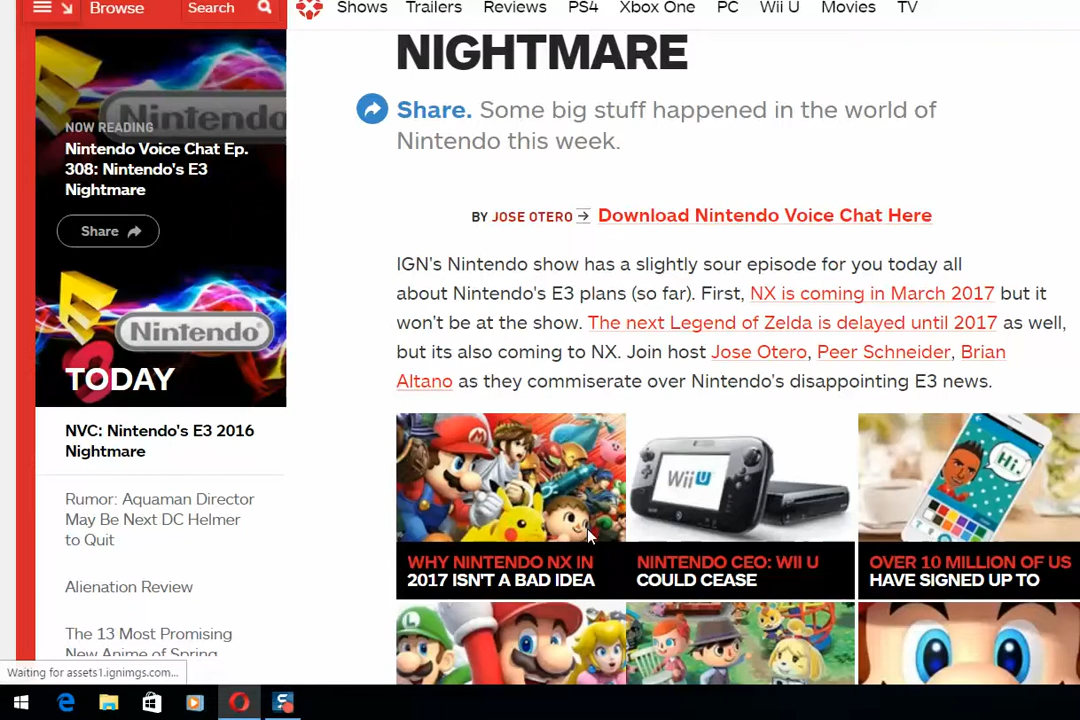 Browse
Search
Shows Trailers Reviews PS4 Xbox One PC Wii U Movies TV
Nintendo
NOW READING
Nintendo Voice Chat Ep.
308: Nintendo's E3
Nightmare
Share
Nintendo
TODAY
NVC: Nintendo's E3 2016
Nightmare
Rumor: Aquaman Director
May Be Next DC Helmer
to Quit
Alienation Review
The 13 Most Promising
New Anime of Spring
NIGHTMARE
Share. Some big stuff happened in the world of
Nintendo this week.
BY JOSE OTERO Download Nintendo Voice Chat Here
IGN's Nintendo show has a slightly sour episode for you today all
about Nintendo's E3 plans (so far). First, NX is coming in March 2017 but it
won't be at the show. The next Legend of Zelda is delayed until 2017 as well,
but its also coming to NX. Join host Jose Otero, Peer Schneider, Brian
Altano as they commiserate over Nintendo's disappointing E3 news.
WHY NINTENDO NX IN
2017 ISN'T A BAD IDEA
Wii U
NINTENDO CEO: WII U
COULD CEASE
Hi.
OVER 10 MILLION OF US
HAVE SIGNED UP TO
Waiting for assets1.ignimgs.com...